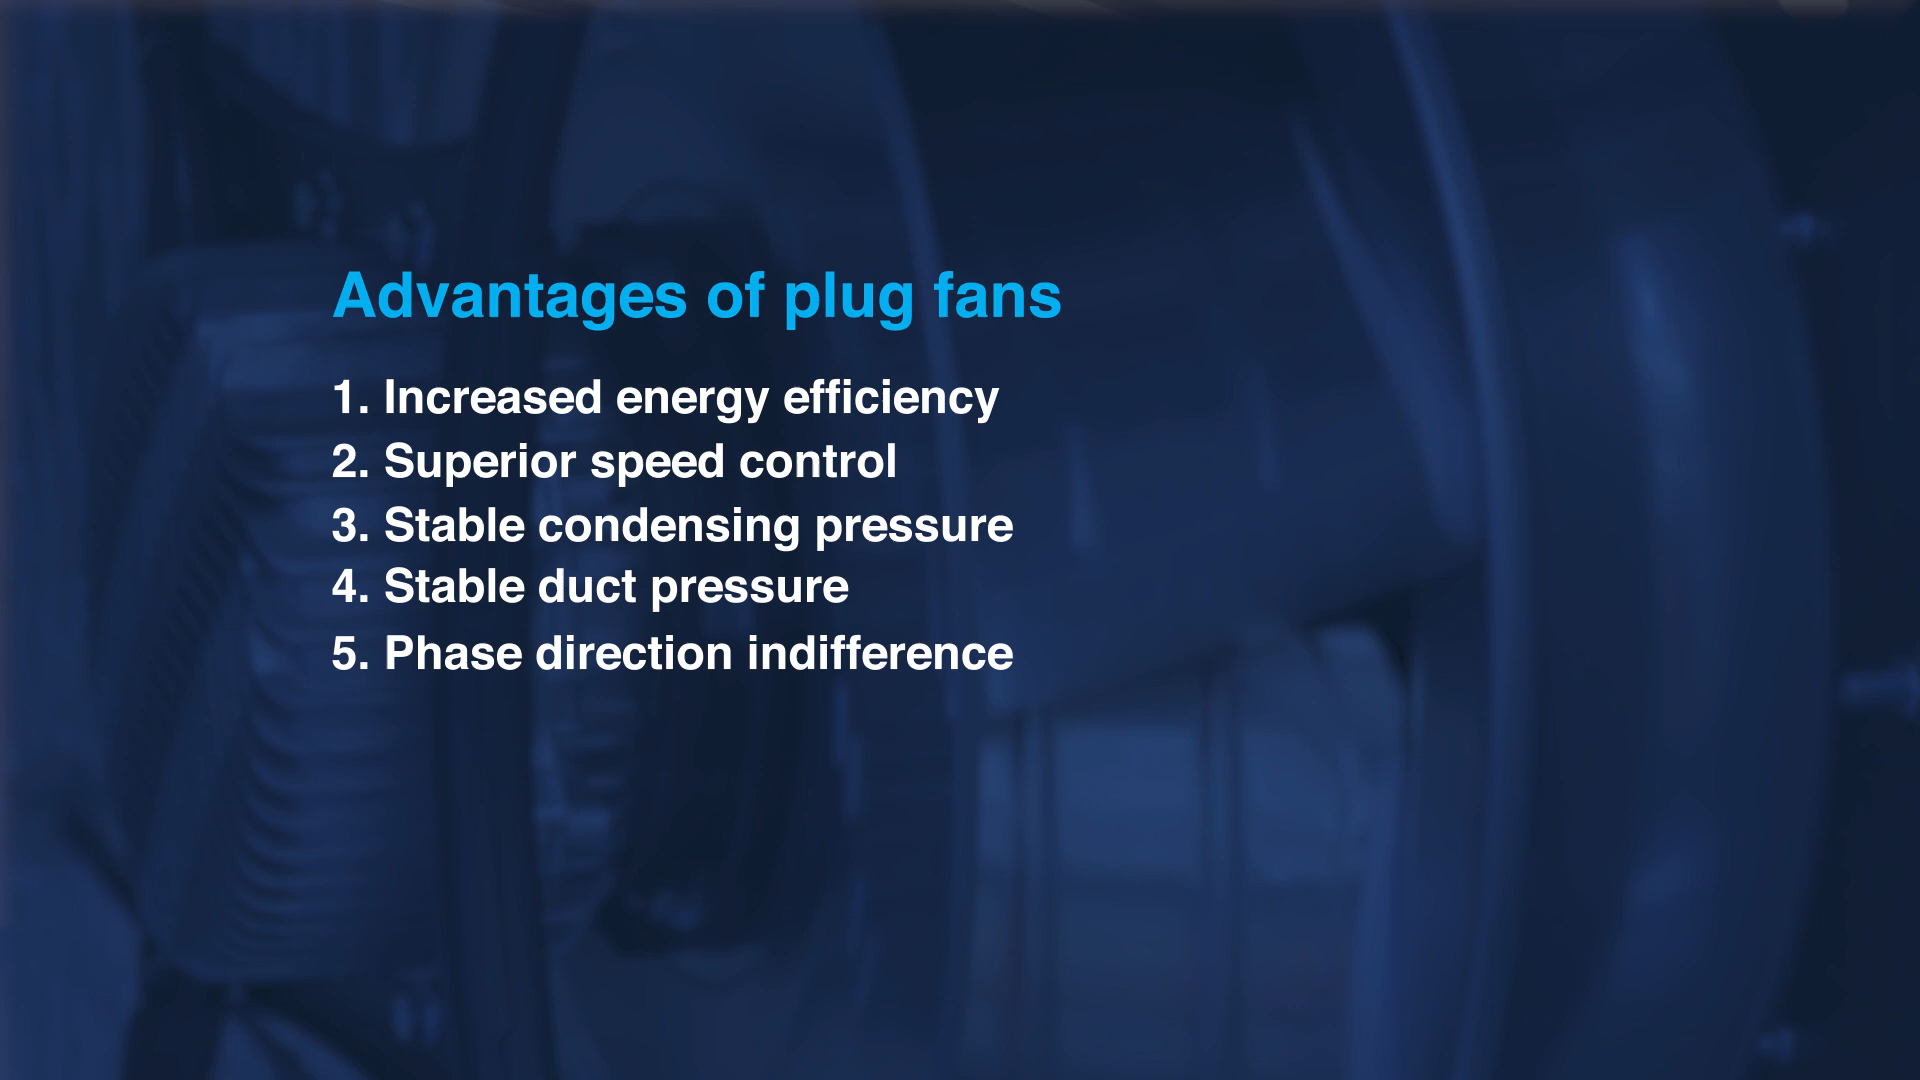 Advantages of plug fans
1. Increased energy efficiency
2. Superior speed control
3. Stable condensing pressure
4. Stable duct pressure
5. Phase direction indifference